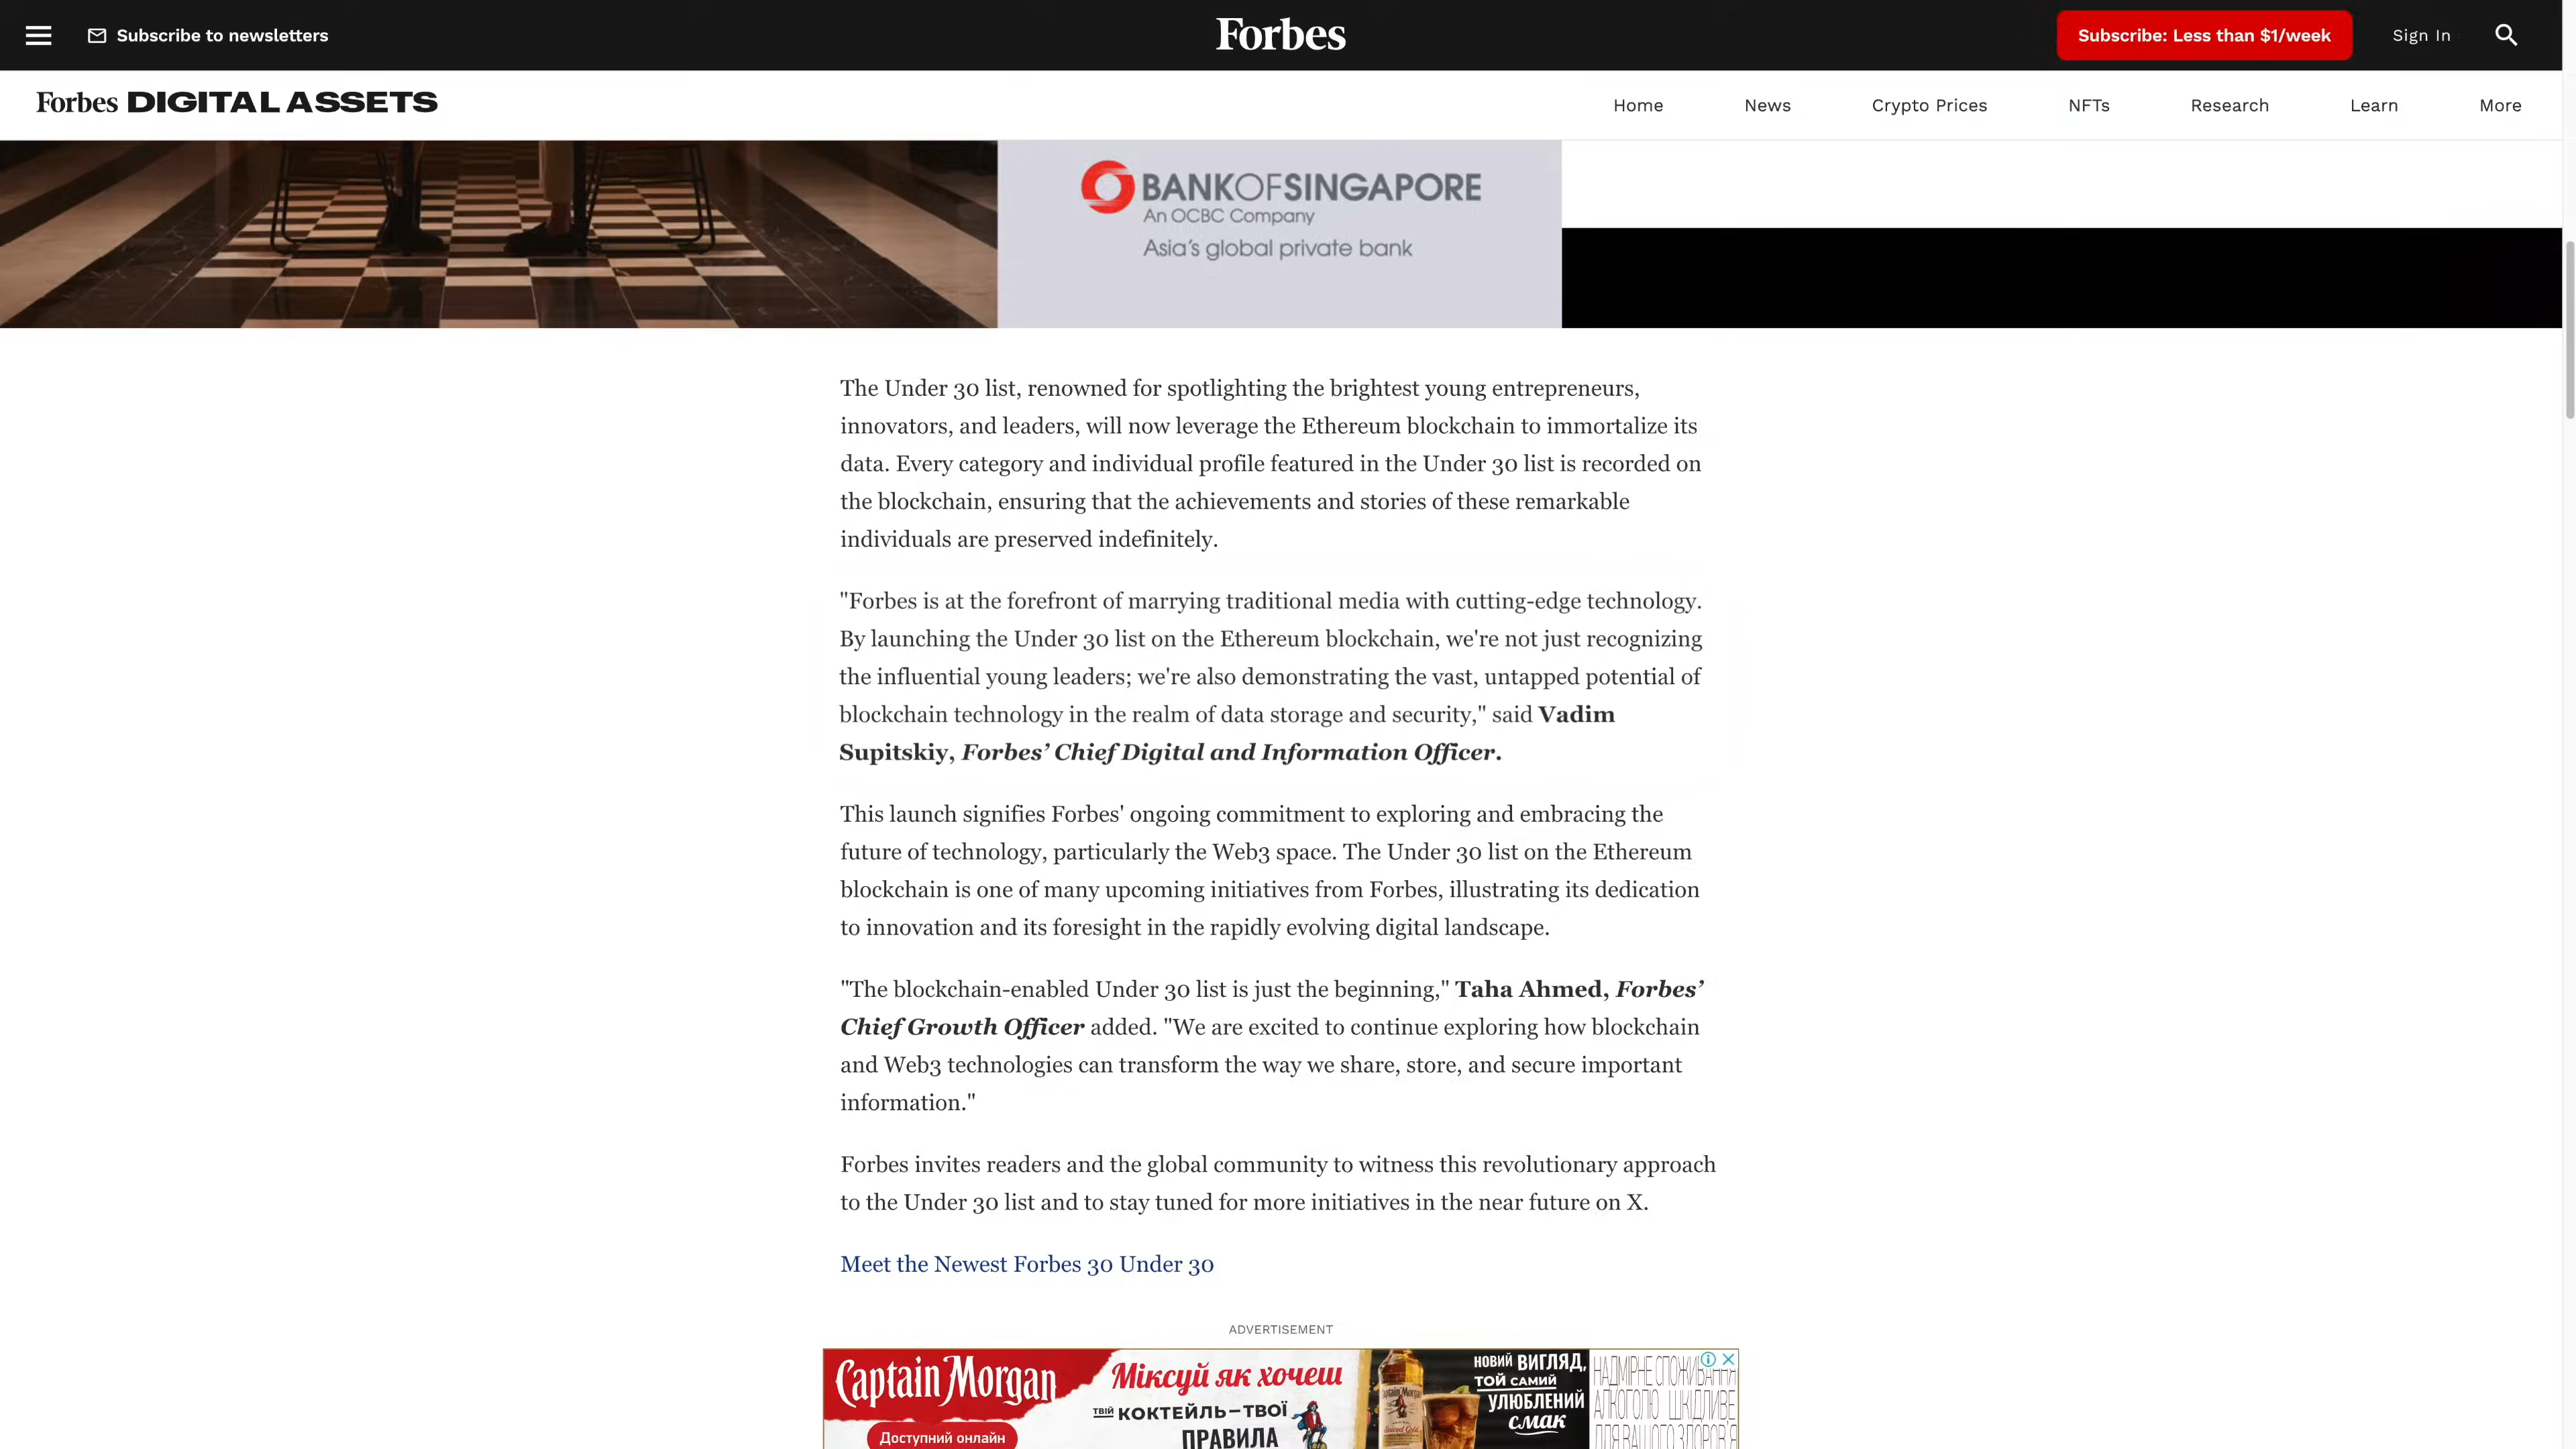 Subscribe to newsletters
Forbes
Subscribe: Less than $1/week
Sign In
Forbes DIGITAL ASSETS
Home
News
Crypto Prices
NFTs
Research
Learn
More
BANKOFSINGAPORE
An OCBC Company
Asia's global private bank
The Under 30 list, renowned for spotlighting the brightest young entrepreneurs,
innovators, and leaders, will now leverage the Ethereum blockchain to immortalize its
data. Every category and individual profile featured in the Under 30 list is recorded on
the blockchain, ensuring that the achievements and stories of these remarkable
individuals are preserved indefinitely.
"Forbes is at the forefront of marrying traditional media with cutting-edge technology.
By launching the Under 30 list on the Ethereum blockchain, we're not just recognizing
the influential young leaders; we're also demonstrating the vast, untapped potential of
blockchain technology in the realm of data storage and security," said Vadim
Supitskiy, Forbes’ Chief Digital and Information Officer.
This launch signifies Forbes' ongoing commitment to exploring and embracing the
future of technology, particularly the Web3 space. The Under 30 list on the Ethereum
blockchain is one of many upcoming initiatives from Forbes, illustrating its dedication
to innovation and its foresight in the rapidly evolving digital landscape.
"The blockchain-enabled Under 30 list is just the beginning," Taha Ahmed, Forbes’
Chief Growth Officer added. "We are excited to continue exploring how blockchain
and Web3 technologies can transform the way we share, store, and secure important
information."
Forbes invites readers and the global community to witness this revolutionary approach
to the Under 30 list and to stay tuned for more initiatives in the near future on X.
Meet the Newest Forbes 30 Under 30
ADVERTISEMENT
Captain Morgan
Доступний онлайн
Міксуй як хочеш
ТВІЙ КОКТЕЙЛЬ – ТВОЇ
ПРАВИЛА
НОВИЙ ВИГЛЯД,
ТОЙ САМИЙ
УЛЮБЛЕНИЙ
смак
НАДМІРНЕ СПОЖИВАННЯ
АЛКОГОЛЮ ШКІДЛИВЕ
ДЛЯ ВАШОГО ЗДОРОВ'Я